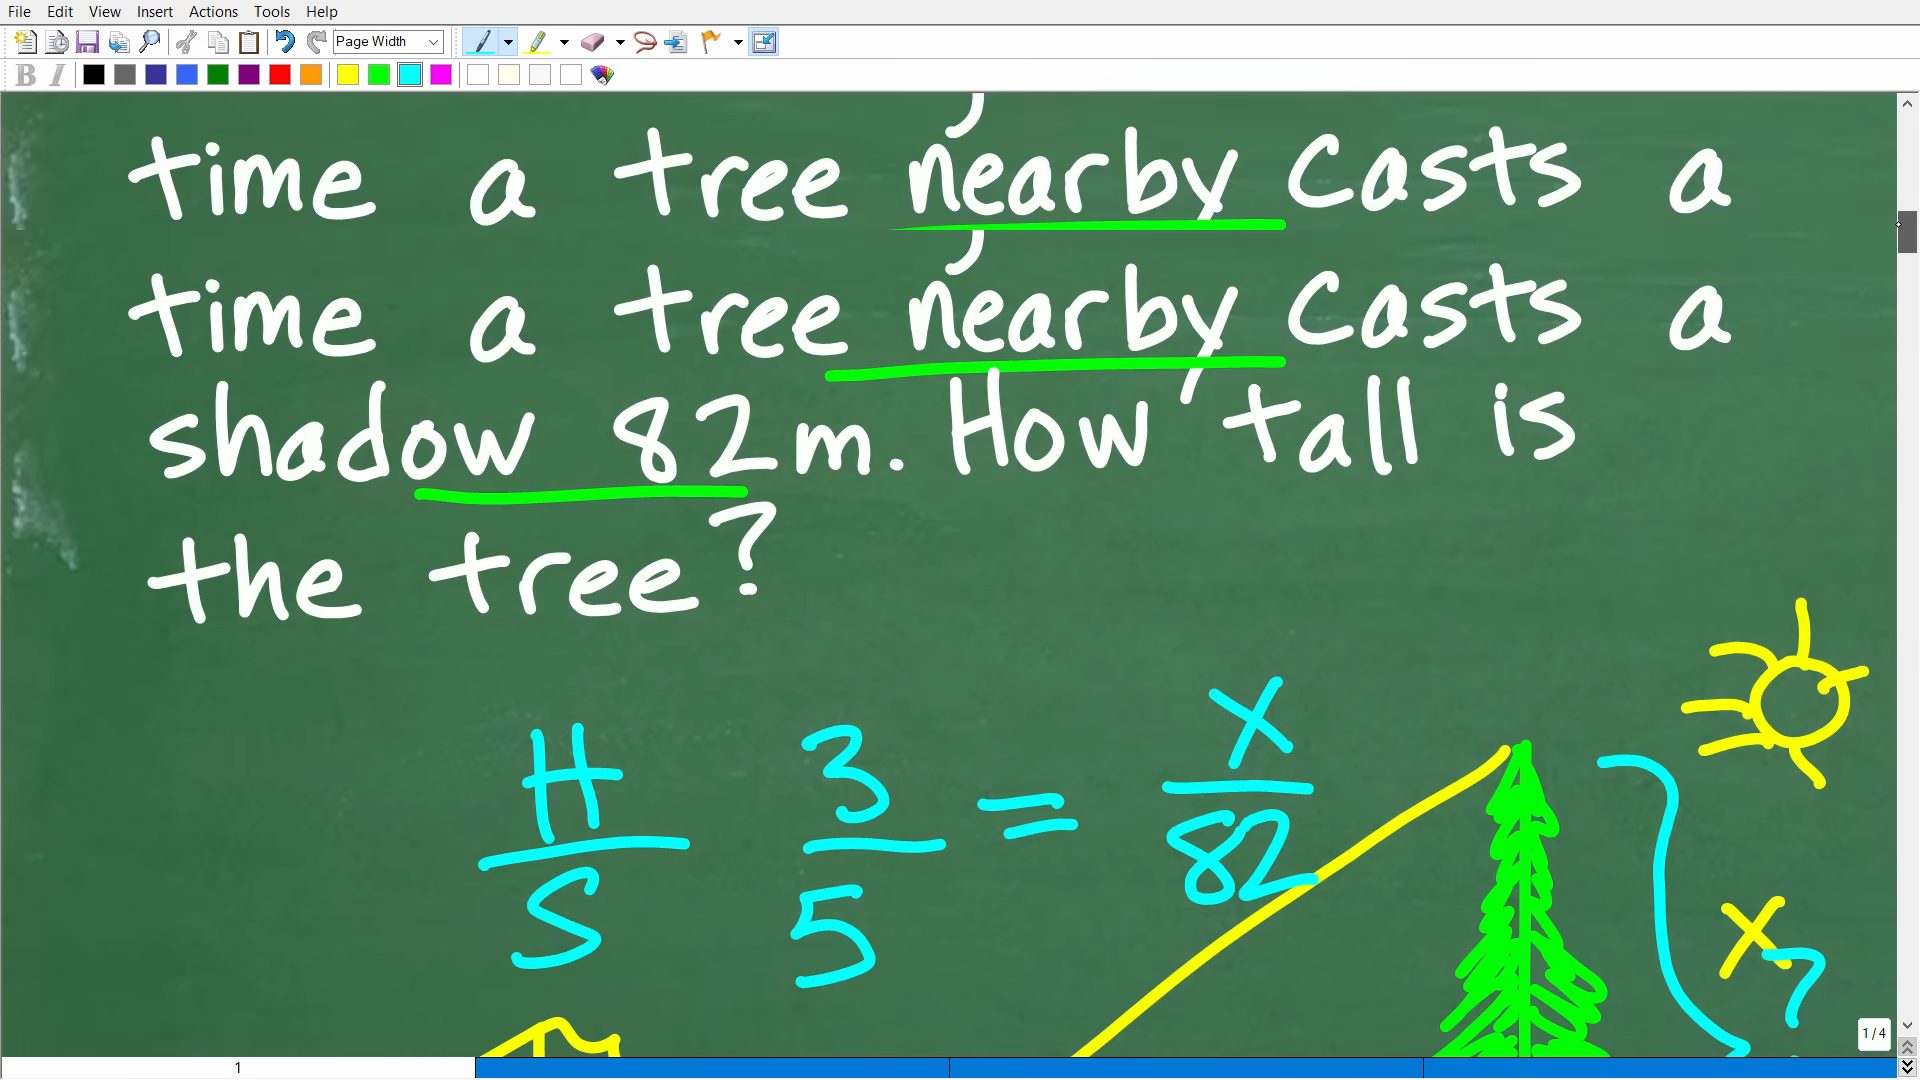 File Edit View Insert Actions Tools Help
Page Width
B I
time a tree nearby casts a
time a tree nearby casts a
shadow 82m. How tall is
the tree?
H 3 = X
S 5 82
X ?
1/4
1